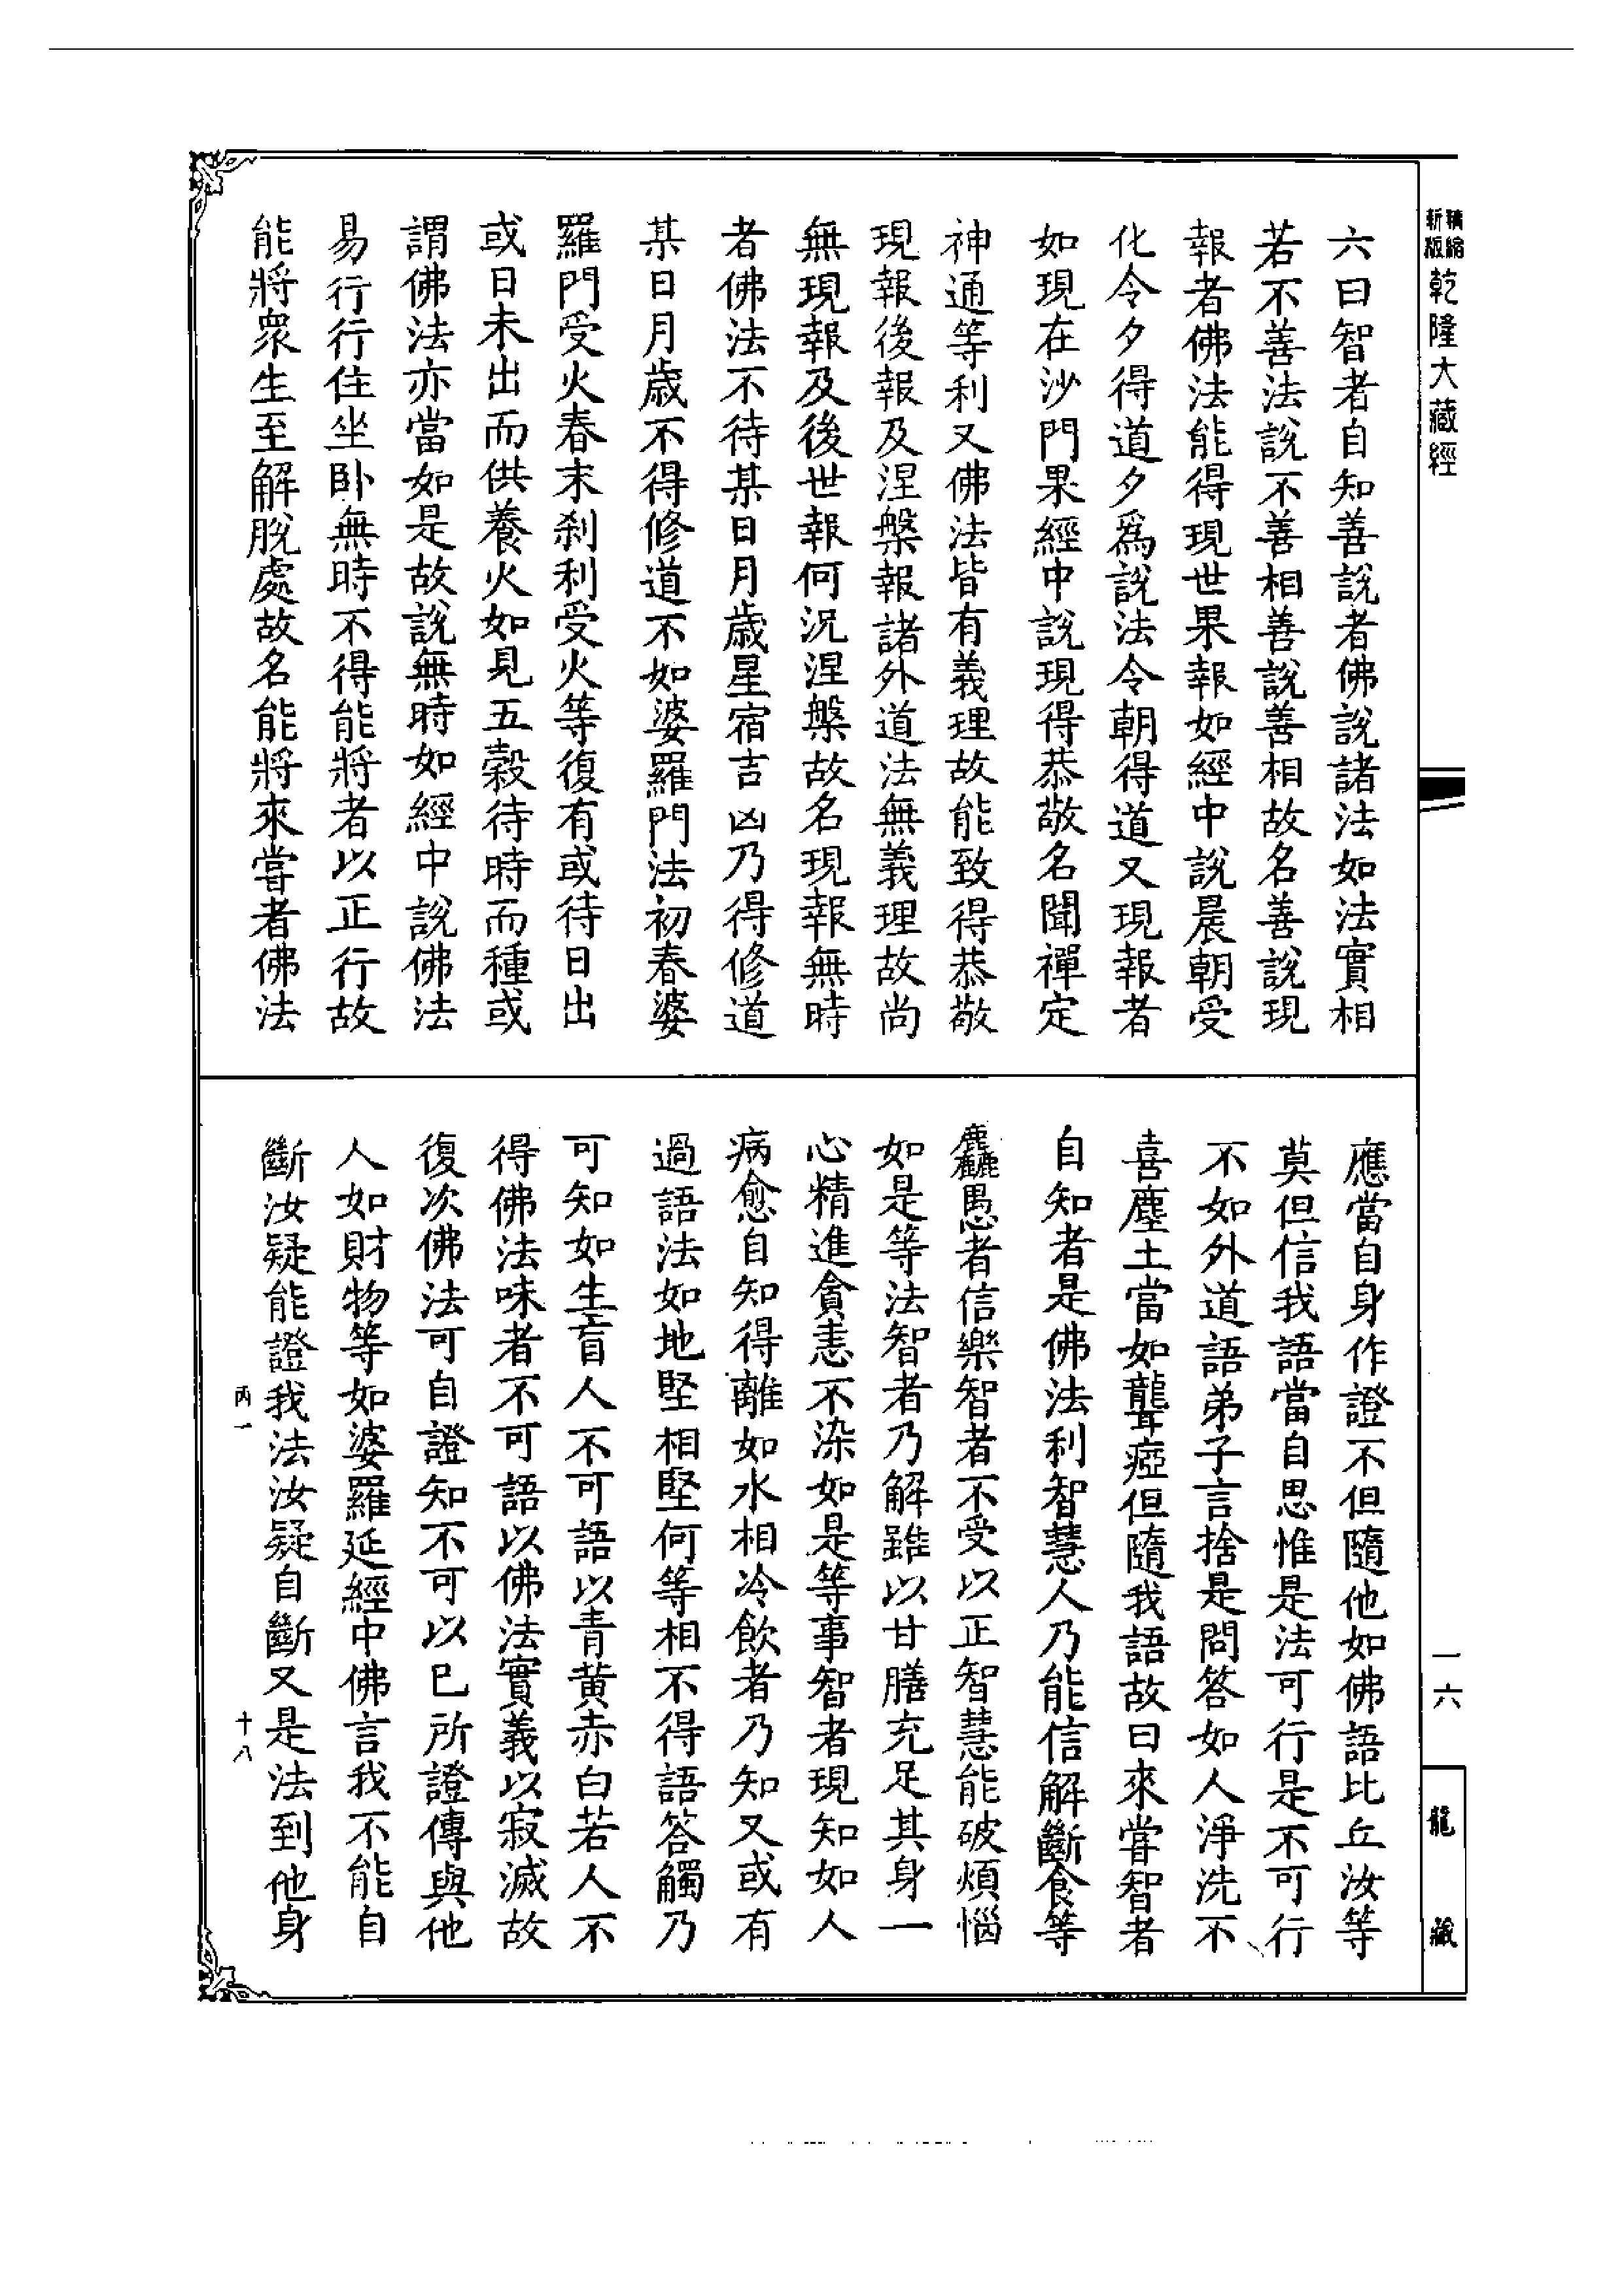 精縮新版乾隆大藏經
六曰智者自知善說者佛說諸法如法實相
若不善法說不善相善說善相故名善說現
報者佛法能得現世果報如經中說晨朝受
化令夕得道夕爲說法令朝得道又現報者
如現在沙門果經中說現得恭敬名聞禪定
神通等利又佛法皆有義理故能致得恭敬
現報後報及涅槃報諸外道法無義理故尚
無現報及後世報何況涅槃故名現報無時
者佛法不待某日月歲星宿吉凶乃得修道
某日月歲不得修道不如婆羅門法初春婆
羅門受火春末刹利受火等復有或待日出
或日未出而供養火如見五穀待時而種或
謂佛法亦當如是故說無時如經中說佛法
易行行住坐卧無時不得能將者以正行故
能將衆生至解脫處故名能將來嘗者佛法
應當自身作證不但隨他如佛語比丘汝等
莫但信我語當自思惟是法可行是不可行
不如外道語弟子言捨是問答如人淨洗不
喜塵土當如聾瘂但隨我語故曰來嘗智者
自知者是佛法利智慧人乃能信解斷食等
麤愚者信樂智者不受以正智慧能破煩惱
如是等法智者乃解雖以甘膳充足其身一
心精進貪恚不染如是等事智者現知如人
病愈自知得離如水相冷飲者乃知又或有
過語法如地堅相堅何等相不得語答觸乃
可知如生盲人不可語以青黄赤白若人不
得佛法味者不可語以佛法實義以寂滅故
復次佛法可自證知不可以已所證傳與他
人如財物等如婆羅延經中佛言我不能自
斷汝疑能證我法汝疑自斷又是法到他身
丙一
十八
一六
龍藏